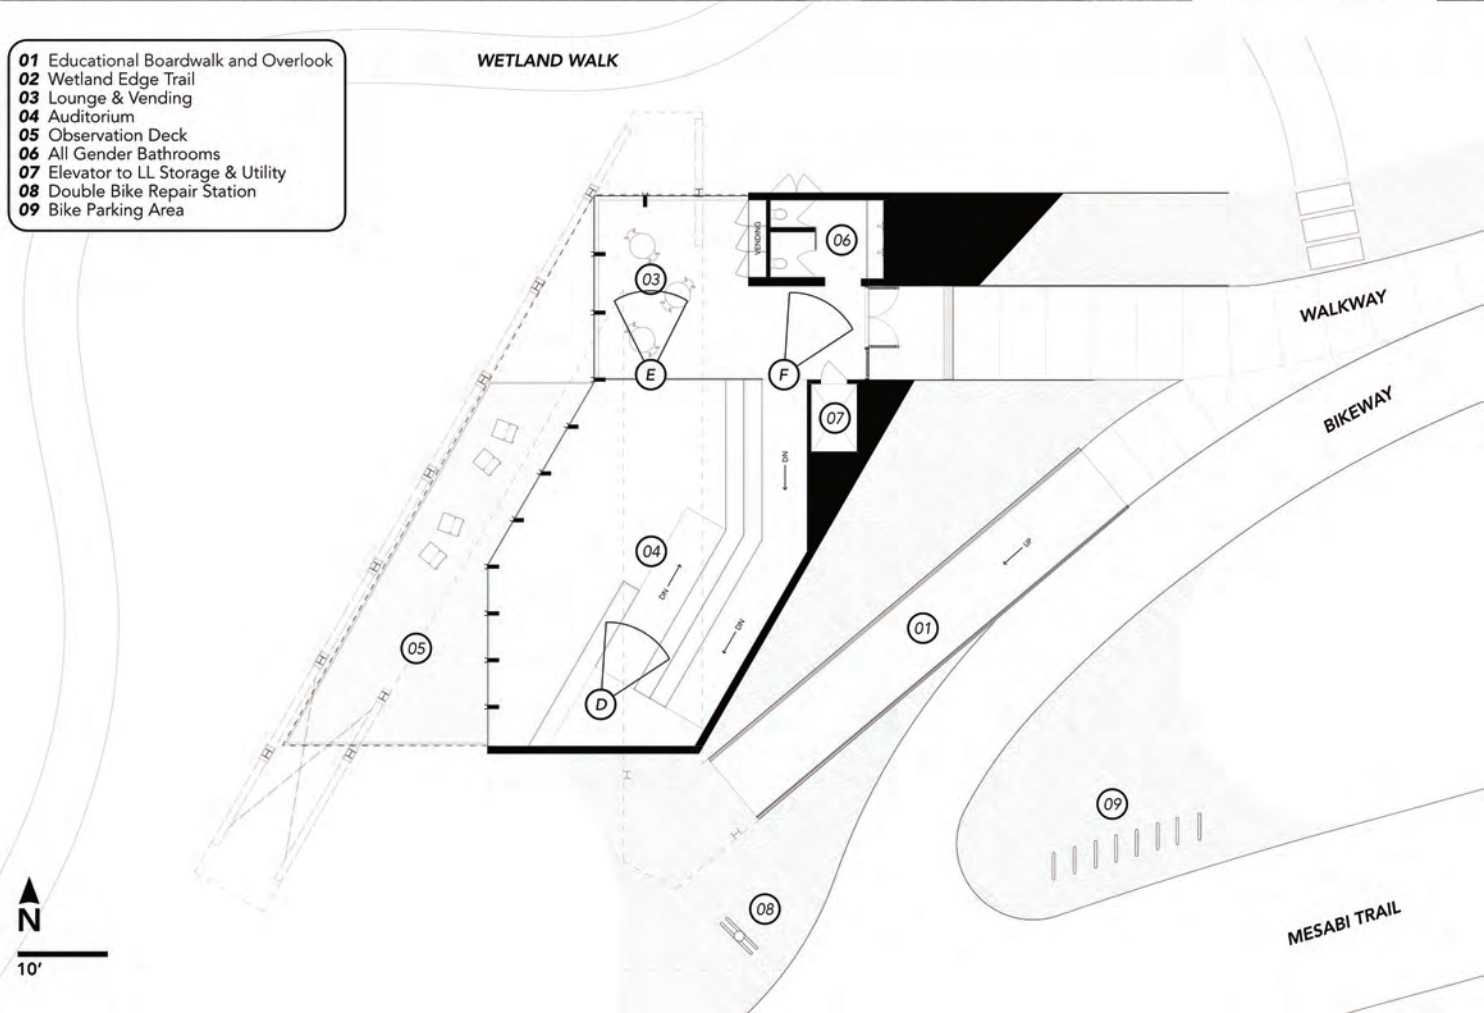 WETLAND WALK
01 Educational Boardwalk and Overlook
02 Wetland Edge Trail
03 Lounge & Vending
04 Auditorium
05 Observation Deck
06 All Gender Bathrooms
07 Elevator to LL Storage & Utility
08 Double Bike Repair Station
09 Bike Parking Area
VENDING
06
03
WALKWAY
E
F
07
BIKEWAY
DN
04
UP
DN
01
DN
05
D
09
08
MESABI TRAIL
N
10'